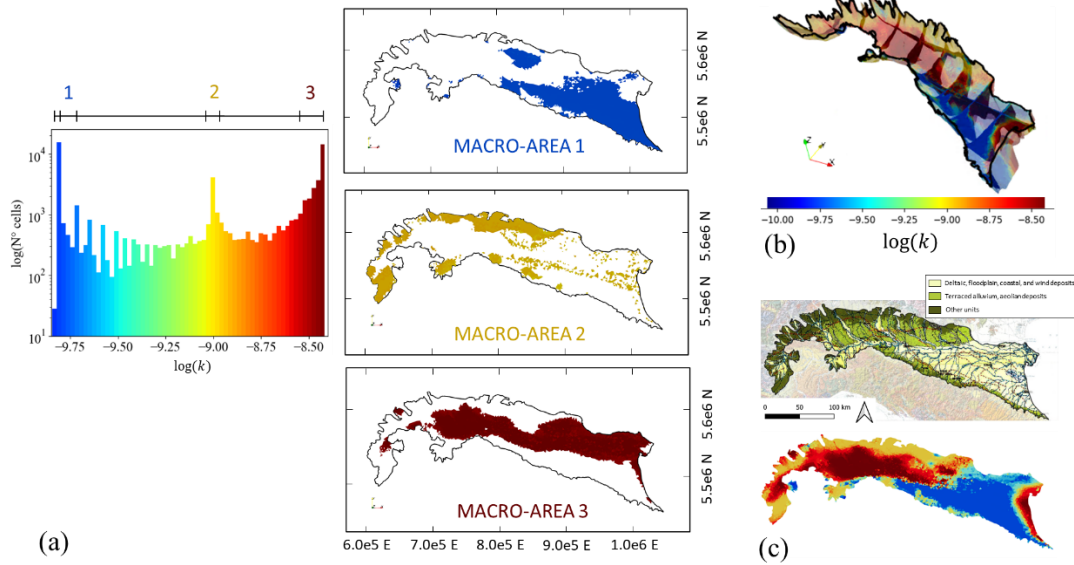 1
2
3
10⁴
10³
10²
10¹
log(N° cells)
−9.75
−9.50
−9.25
−9.00
−8.75
−8.50
log(k)
(a)
MACRO-AREA 1
5.6e6 N
5.5e6 N
MACRO-AREA 2
5.6e6 N
5.5e6 N
MACRO-AREA 3
5.6e6 N
5.5e6 N
6.0e5 E
7.0e5 E
8.0e5 E
9.0e5 E
1.0e6 E
Z
X
−10.00
−9.75
−9.50
−9.25
−9.00
−8.75
−8.50
log(k)
(b)
Deltaic, floodplain, coastal, and wind deposits
Terraced alluvium, aeolian deposits
Other units
0
50
100 km
(c)